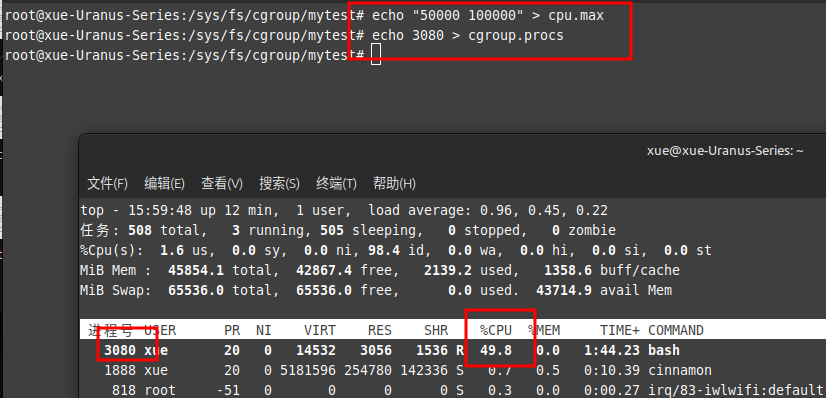 root@xue-Uranus-Series:/sys/fs/cgroup/mytest# echo "50000 100000" > cpu.max
root@xue-Uranus-Series:/sys/fs/cgroup/mytest# echo 3080 > cgroup.procs
root@xue-Uranus-Series:/sys/fs/cgroup/mytest#
xue@xue-Uranus-Series: ~
文件(F) 编辑(E) 查看(V) 搜索(S) 终端(T) 帮助(H)
top - 15:59:48 up 12 min, 1 user, load average: 0.96, 0.45, 0.22
任务: 508 total, 3 running, 505 sleeping, 0 stopped, 0 zombie
%Cpu(s): 1.6 us, 0.0 sy, 0.0 ni, 98.4 id, 0.0 wa, 0.0 hi, 0.0 si, 0.0 st
MiB Mem : 45854.1 total, 42867.4 free, 2139.2 used, 1358.6 buff/cache
MiB Swap: 65536.0 total, 65536.0 free, 0.0 used. 43714.9 avail Mem
进程号 USER PR NI VIRT RES SHR %CPU %MEM TIME+ COMMAND
3080 xue 20 0 14532 3056 1536 R 49.8 0.0 1:44.23 bash
1888 xue 20 0 5181596 254780 142336 S 0.7 0.5 0:10.39 cinnamon
818 root -51 0 0 0 0 S 0.3 0.0 0:00.27 irq/83-iwlwifi:default